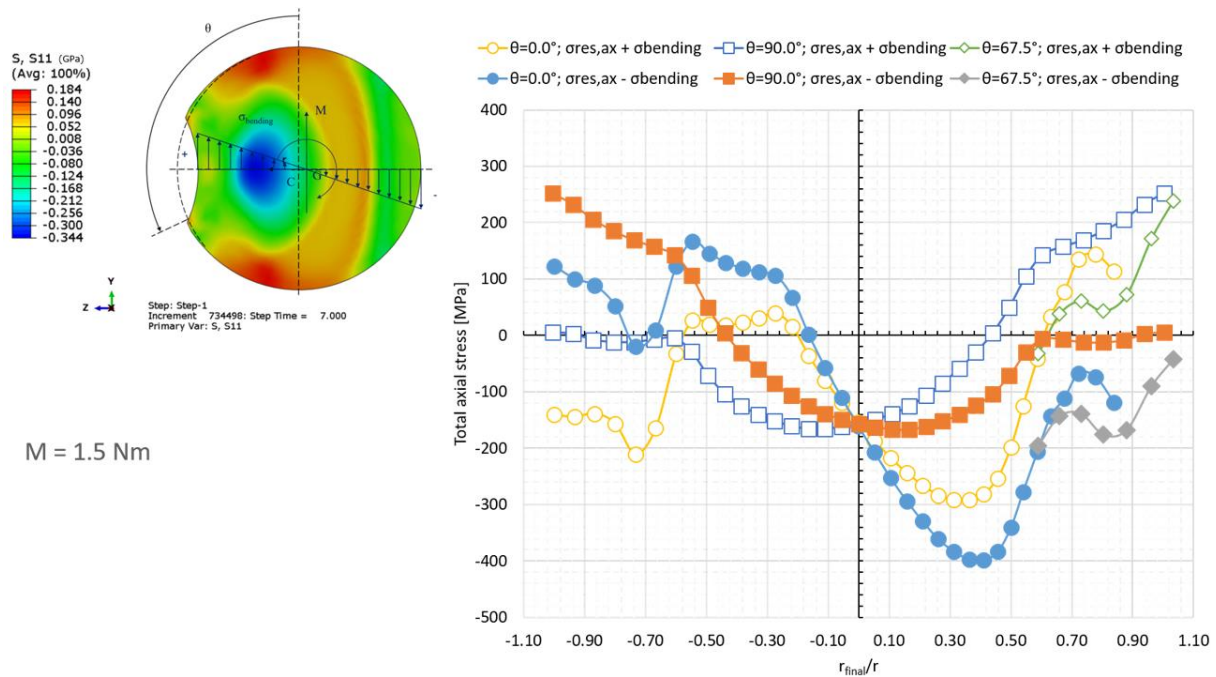 θ
S, S11 (GPa)
(Avg: 100%)
0.184
0.140
0.096
0.052
0.008
-0.036
-0.080
-0.124
-0.168
-0.212
-0.256
-0.300
-0.344
M
σbending
+
C
G
-
Y
Z
X
Step: Step-1
Increment 734498: Step Time = 7.000
Primary Var: S, S11
M = 1.5 Nm
θ=0.0°; σres,ax + σbending
θ=90.0°; σres,ax + σbending
θ=67.5°; σres,ax + σbending
θ=0.0°; σres,ax - σbending
θ=90.0°; σres,ax - σbending
θ=67.5°; σres,ax - σbending
Total axial stress [MPa]
400
300
200
100
0
-100
-200
-300
-400
-500
-1.10 -0.90 -0.70 -0.50 -0.30 -0.10 0.10 0.30 0.50 0.70 0.90 1.10
rfinal/r